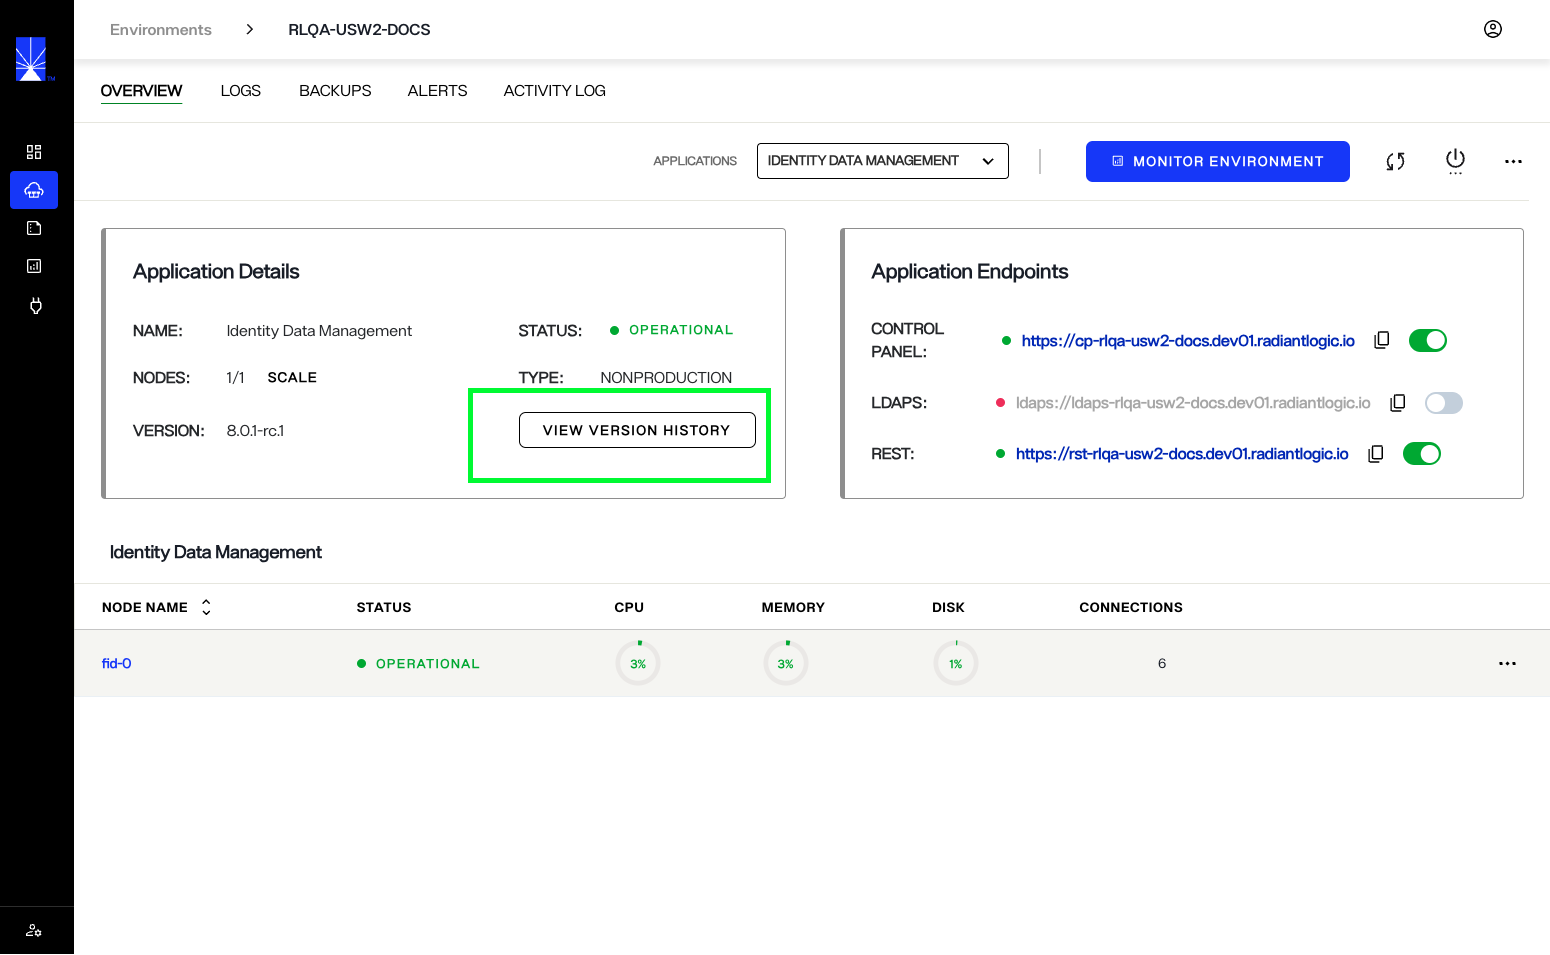 Environments > RLQA-USW2-DOCS
OVERVIEW LOGS BACKUPS ALERTS ACTIVITY LOG
APPLICATIONS IDENTITY DATA MANAGEMENT MONITOR ENVIRONMENT
Application Details
NAME: Identity Data Management STATUS: OPERATIONAL
NODES: 1/1 SCALE TYPE: NONPRODUCTION
VERSION: 8.0.1-rc.1 VIEW VERSION HISTORY
Application Endpoints
CONTROL
PANEL: https://cp-rlqa-usw2-docs.dev01.radiantlogic.io
LDAPS: ldaps://ldaps-rlqa-usw2-docs.dev01.radiantlogic.io
REST: https://rst-rlqa-usw2-docs.dev01.radiantlogic.io
Identity Data Management
NODE NAME STATUS CPU MEMORY DISK CONNECTIONS
fid-0 OPERATIONAL 3% 3% 1% 6